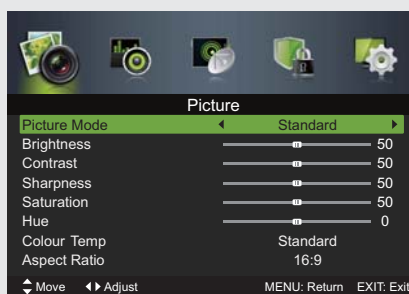 Picture
Picture Mode Standard
Brightness 50
Contrast 50
Sharpness 50
Saturation 50
Hue 0
Colour Temp Standard
Aspect Ratio 16:9
Move Adjust MENU: Return EXIT: Exit